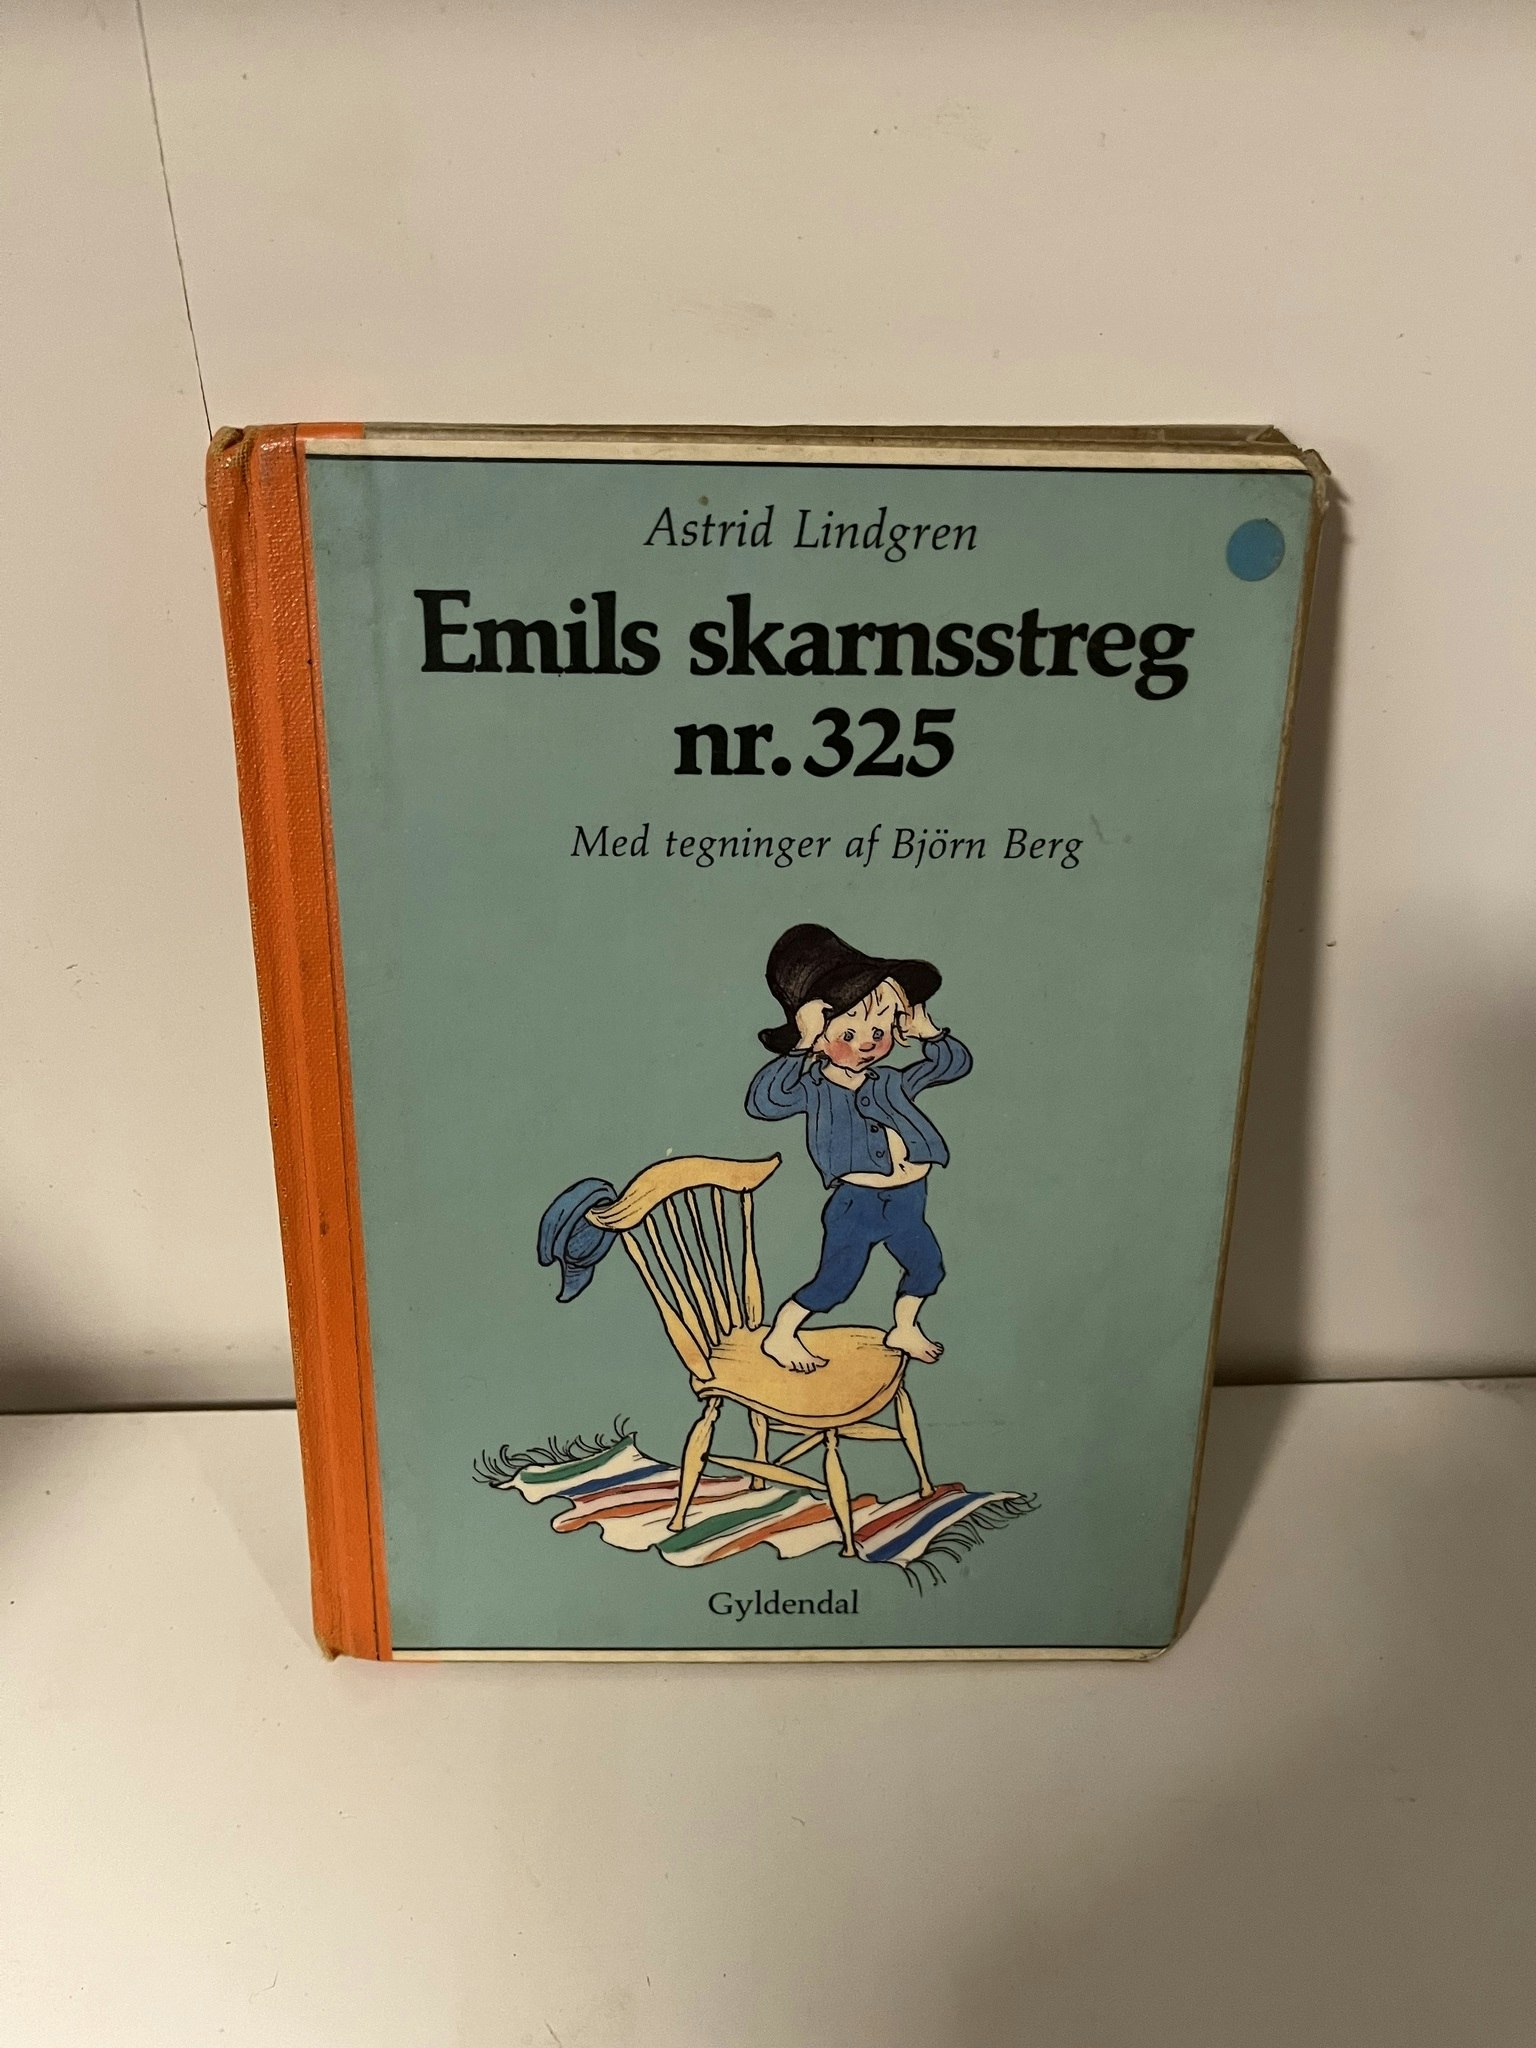 Astrid Lindgren
Emils skarnsstreg
nr. 325
Med tegninger af Björn Berg
Gyldendal